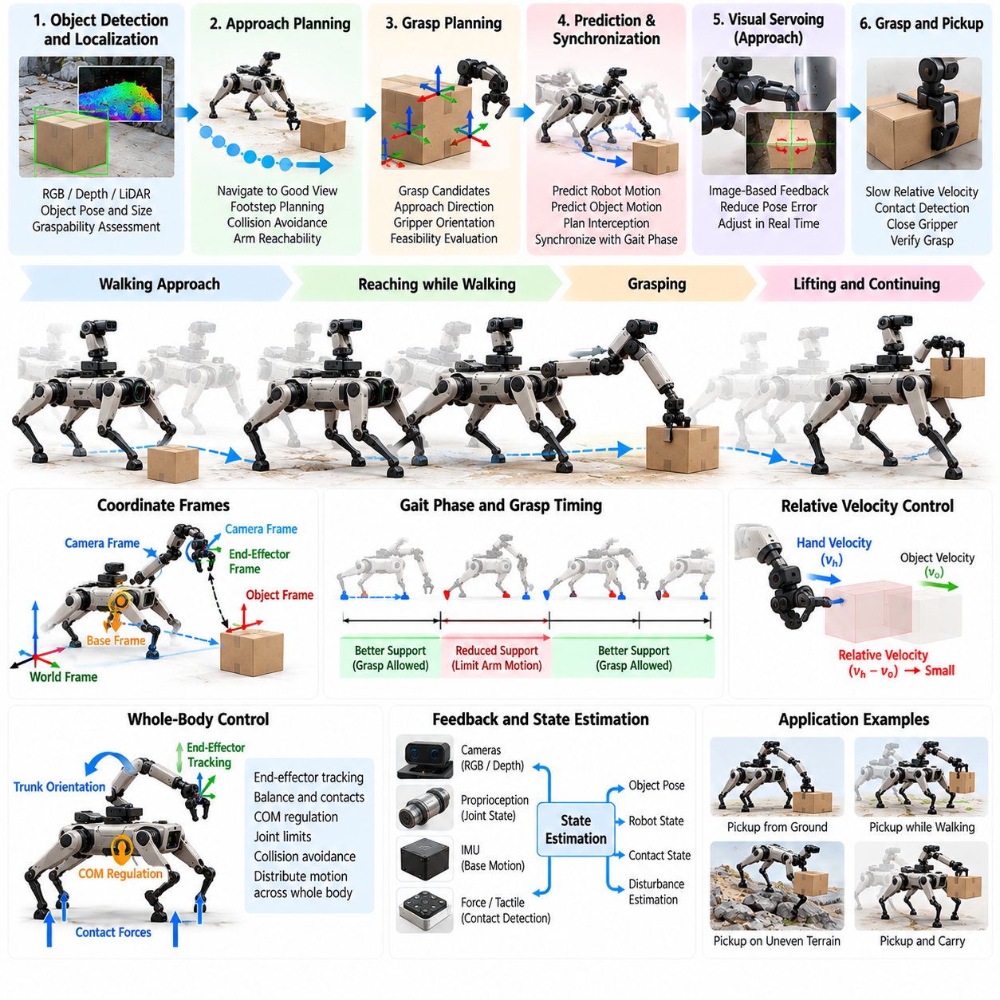 1. Object Detection
and Localization
RGB / Depth / LiDAR
Object Pose and Size
Graspability Assessment
2. Approach Planning
Navigate to Good View
Footstep Planning
Collision Avoidance
Arm Reachability
3. Grasp Planning
Grasp Candidates
Approach Direction
Gripper Orientation
Feasibility Evaluation
4. Prediction &
Synchronization
Predict Robot Motion
Predict Object Motion
Plan Interception
Synchronize with Gait Phase
5. Visual Servoing
(Approach)
Image-Based Feedback
Reduce Pose Error
Adjust in Real Time
6. Grasp and Pickup
Slow Relative Velocity
Contact Detection
Close Gripper
Verify Grasp
Walking Approach
Reaching while Walking
Grasping
Lifting and Continuing
Coordinate Frames
Camera Frame
Camera Frame
End-Effector
Frame
Object Frame
Base Frame
World Frame
Gait Phase and Grasp Timing
Better Support
(Grasp Allowed)
Reduced Support
(Limit Arm Motion)
Better Support
(Grasp Allowed)
Relative Velocity Control
Hand Velocity
(vₕ)
Object Velocity
(vₒ)
Relative Velocity
(vₕ − vₒ) → Small
Whole-Body Control
End-Effector
Tracking
Trunk Orientation
COM Regulation
Contact Forces
End-effector tracking
Balance and contacts
COM regulation
Joint limits
Collision avoidance
Distribute motion
across whole body
Feedback and State Estimation
Cameras
(RGB / Depth)
Proprioception
(Joint State)
IMU
(Base Motion)
Force / Tactile
(Contact Detection)
State
Estimation
Object Pose
Robot State
Contact State
Disturbance
Estimation
Application Examples
Pickup from Ground
Pickup while Walking
Pickup on Uneven Terrain
Pickup and Carry